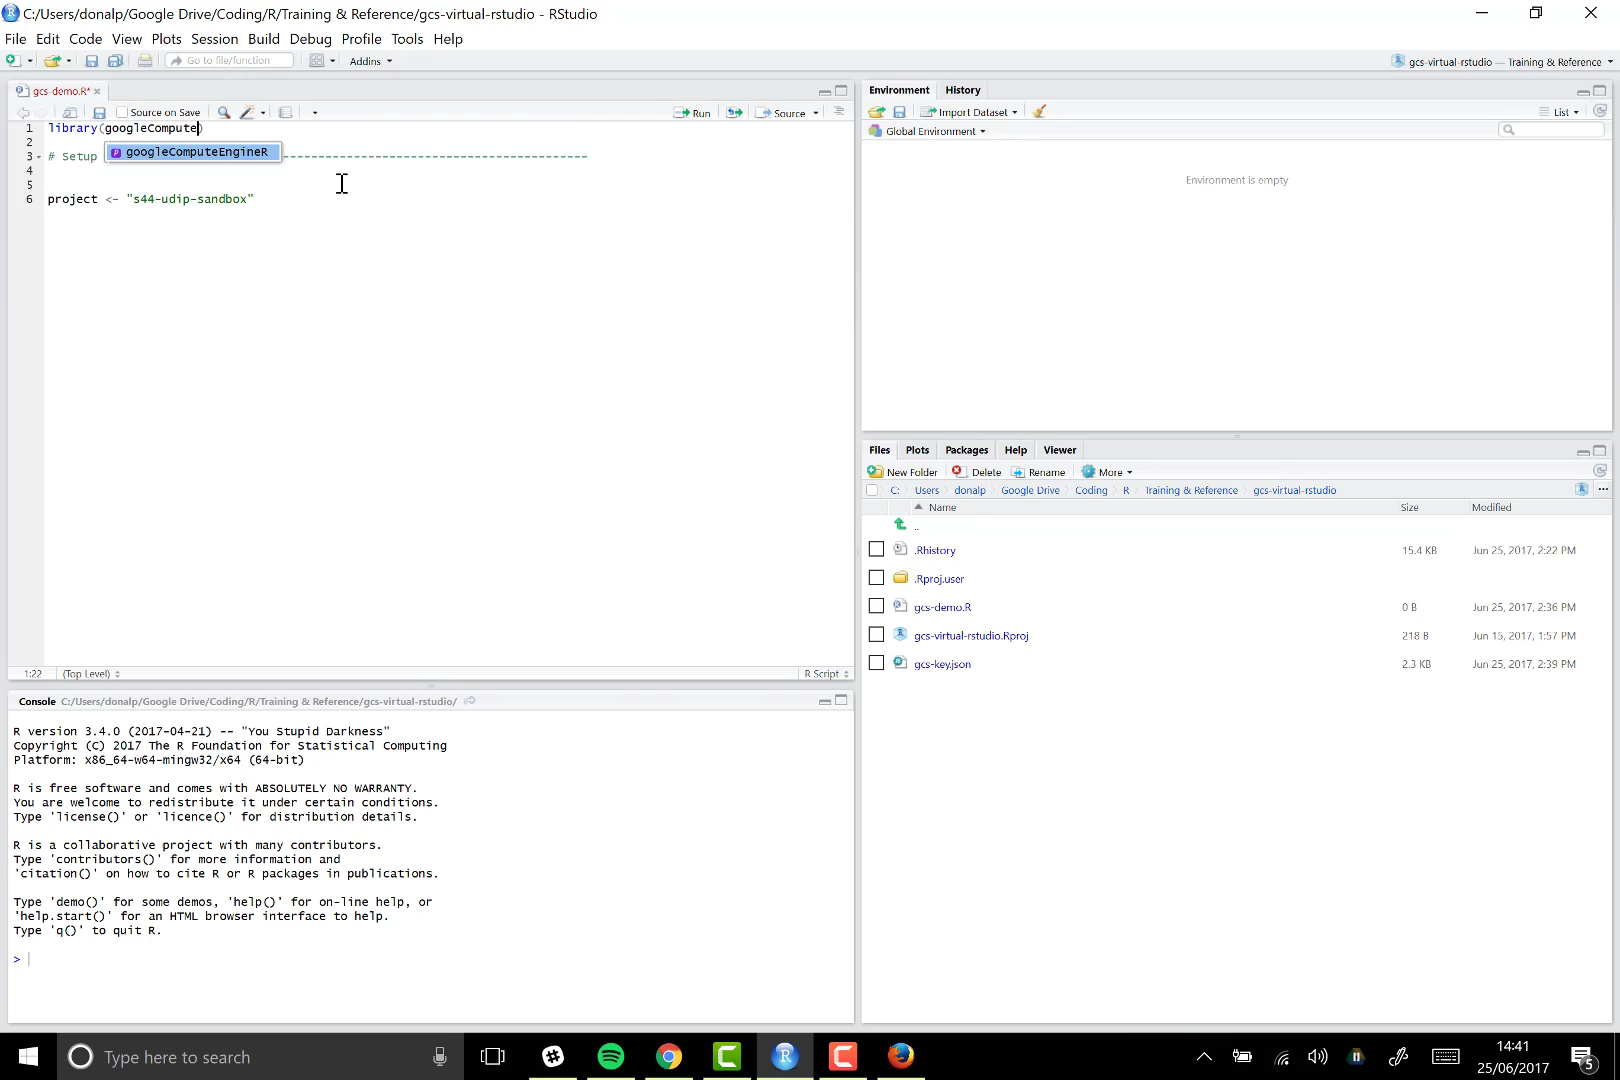 C:/Users/donalp/Google Drive/Coding/R/Training & Reference/gcs-virtual-rstudio - RStudio
File Edit Code View Plots Session Build Debug Profile Tools Help
Go to file/function Addins gcs-virtual-rstudio — Training & Reference
gcs-demo.R*
Source on Save Run Source
1 library(googleCompute)
2
googleComputeEngineR
3 # Setup ------------------------------------------
4
5
6 project <- "s44-udip-sandbox"
1:22 (Top Level) R Script
Console C:/Users/donalp/Google Drive/Coding/R/Training & Reference/gcs-virtual-rstudio/
R version 3.4.0 (2017-04-21) -- "You Stupid Darkness"
Copyright (C) 2017 The R Foundation for Statistical Computing
Platform: x86_64-w64-mingw32/x64 (64-bit)
R is free software and comes with ABSOLUTELY NO WARRANTY.
You are welcome to redistribute it under certain conditions.
Type 'license()' or 'licence()' for distribution details.
R is a collaborative project with many contributors.
Type 'contributors()' for more information and
'citation()' on how to cite R or R packages in publications.
Type 'demo()' for some demos, 'help()' for on-line help, or
'help.start()' for an HTML browser interface to help.
Type 'q()' to quit R.
>
Environment History
Import Dataset List
Global Environment
Environment is empty
Files Plots Packages Help Viewer
New Folder Delete Rename More
C: Users donalp Google Drive Coding R Training & Reference gcs-virtual-rstudio ...
Name Size Modified
..
.Rhistory 15.4 KB Jun 25, 2017, 2:22 PM
.Rproj.user
gcs-demo.R 0 B Jun 25, 2017, 2:36 PM
gcs-virtual-rstudio.Rproj 218 B Jun 15, 2017, 1:57 PM
gcs-key.json 2.3 KB Jun 25, 2017, 2:39 PM
Type here to search
14:41
25/06/2017
5